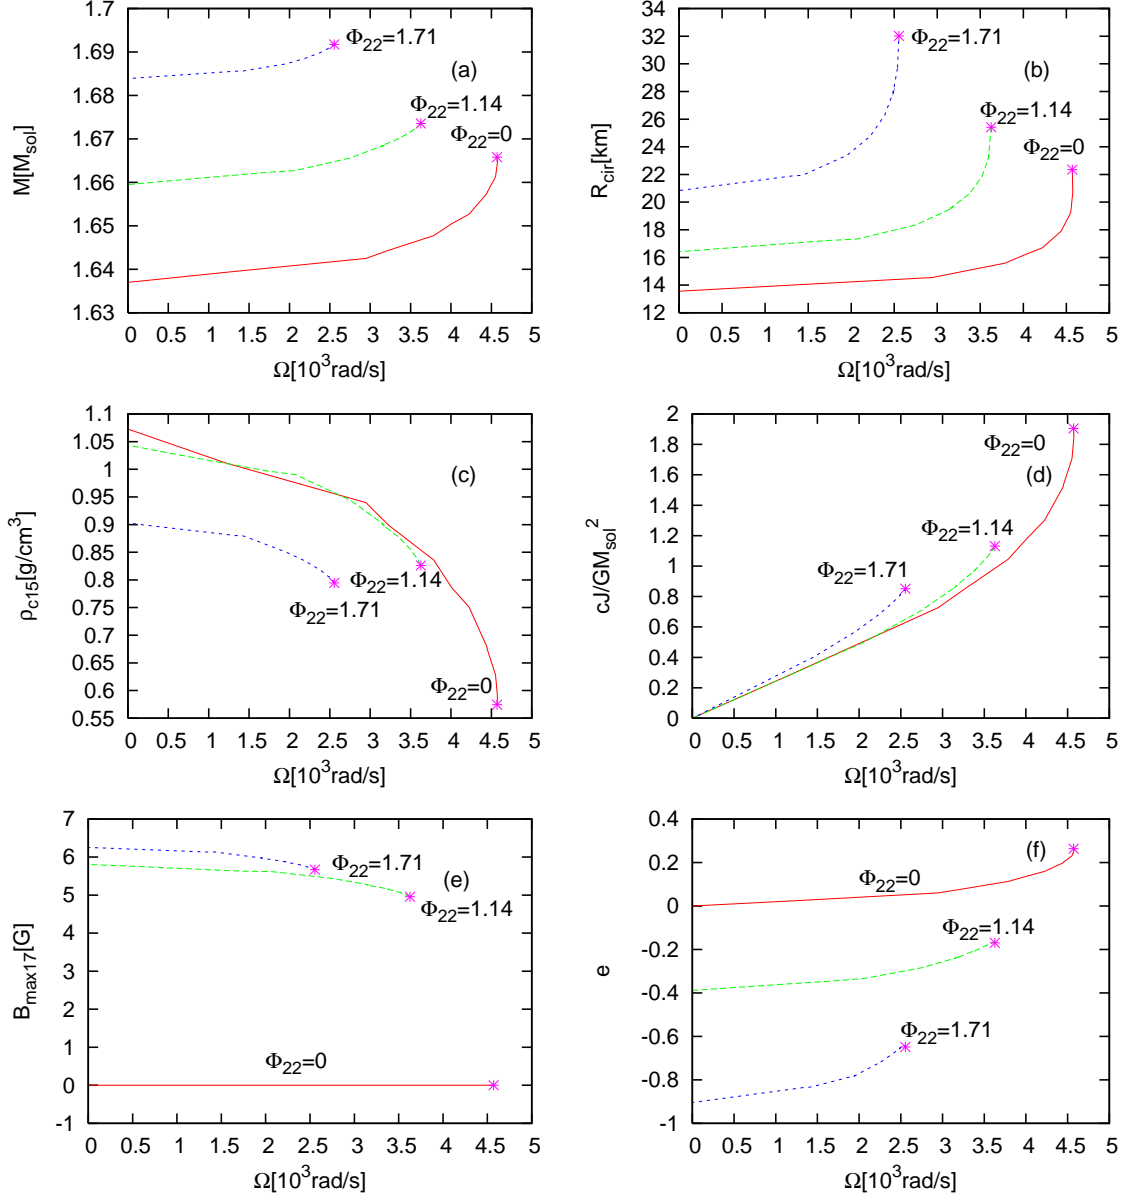 1.7
1.69
1.68
1.67
1.66
1.65
1.64
1.63
M[M_sol]
Φ22=1.71
(a)
Φ22=1.14
Φ22=0
0 0.5 1 1.5 2 2.5 3 3.5 4 4.5 5
Ω[10^3rad/s]
34
32
30
28
26
24
22
20
18
16
14
12
R_cir[km]
Φ22=1.71
(b)
Φ22=1.14
Φ22=0
0 0.5 1 1.5 2 2.5 3 3.5 4 4.5 5
Ω[10^3rad/s]
1.1
1.05
1
0.95
0.9
0.85
0.8
0.75
0.7
0.65
0.6
0.55
ρ_c15[g/cm^3]
(c)
Φ22=1.14
Φ22=1.71
Φ22=0
0 0.5 1 1.5 2 2.5 3 3.5 4 4.5 5
Ω[10^3rad/s]
2
1.8
1.6
1.4
1.2
1
0.8
0.6
0.4
0.2
0
cJ/GM_sol^2
Φ22=0
(d)
Φ22=1.14
Φ22=1.71
0 0.5 1 1.5 2 2.5 3 3.5 4 4.5 5
Ω[10^3rad/s]
7
6
5
4
3
2
1
0
-1
B_max17[G]
Φ22=1.71
(e)
Φ22=1.14
Φ22=0
0 0.5 1 1.5 2 2.5 3 3.5 4 4.5 5
Ω[10^3rad/s]
0.4
0.2
0
-0.2
-0.4
-0.6
-0.8
-1
e
(f)
Φ22=0
Φ22=1.14
Φ22=1.71
0 0.5 1 1.5 2 2.5 3 3.5 4 4.5 5
Ω[10^3rad/s]